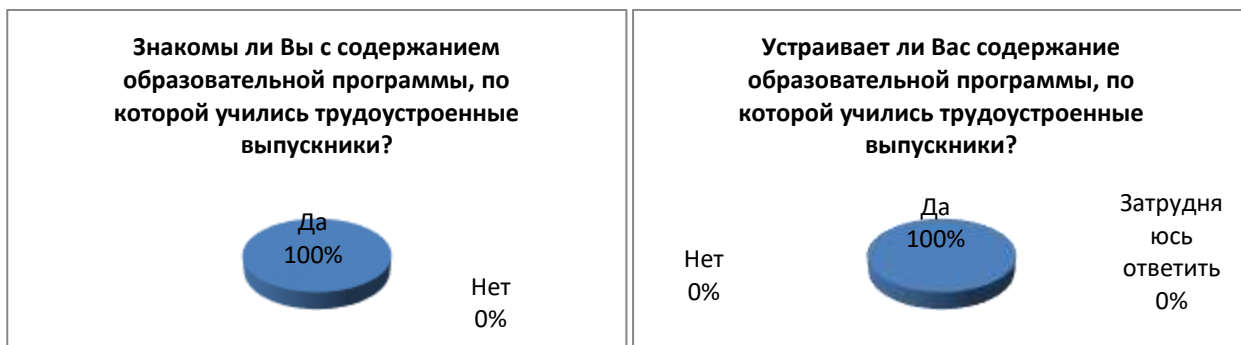 Знакомы ли Вы с содержанием
образовательной программы, по
которой учились трудоустроенные
выпускники?
Да
100%
Нет
0%
Устраивает ли Вас содержание
образовательной программы, по
которой учились трудоустроенные
выпускники?
Да
100%
Затрудня
юсь
ответить
0%
Нет
0%